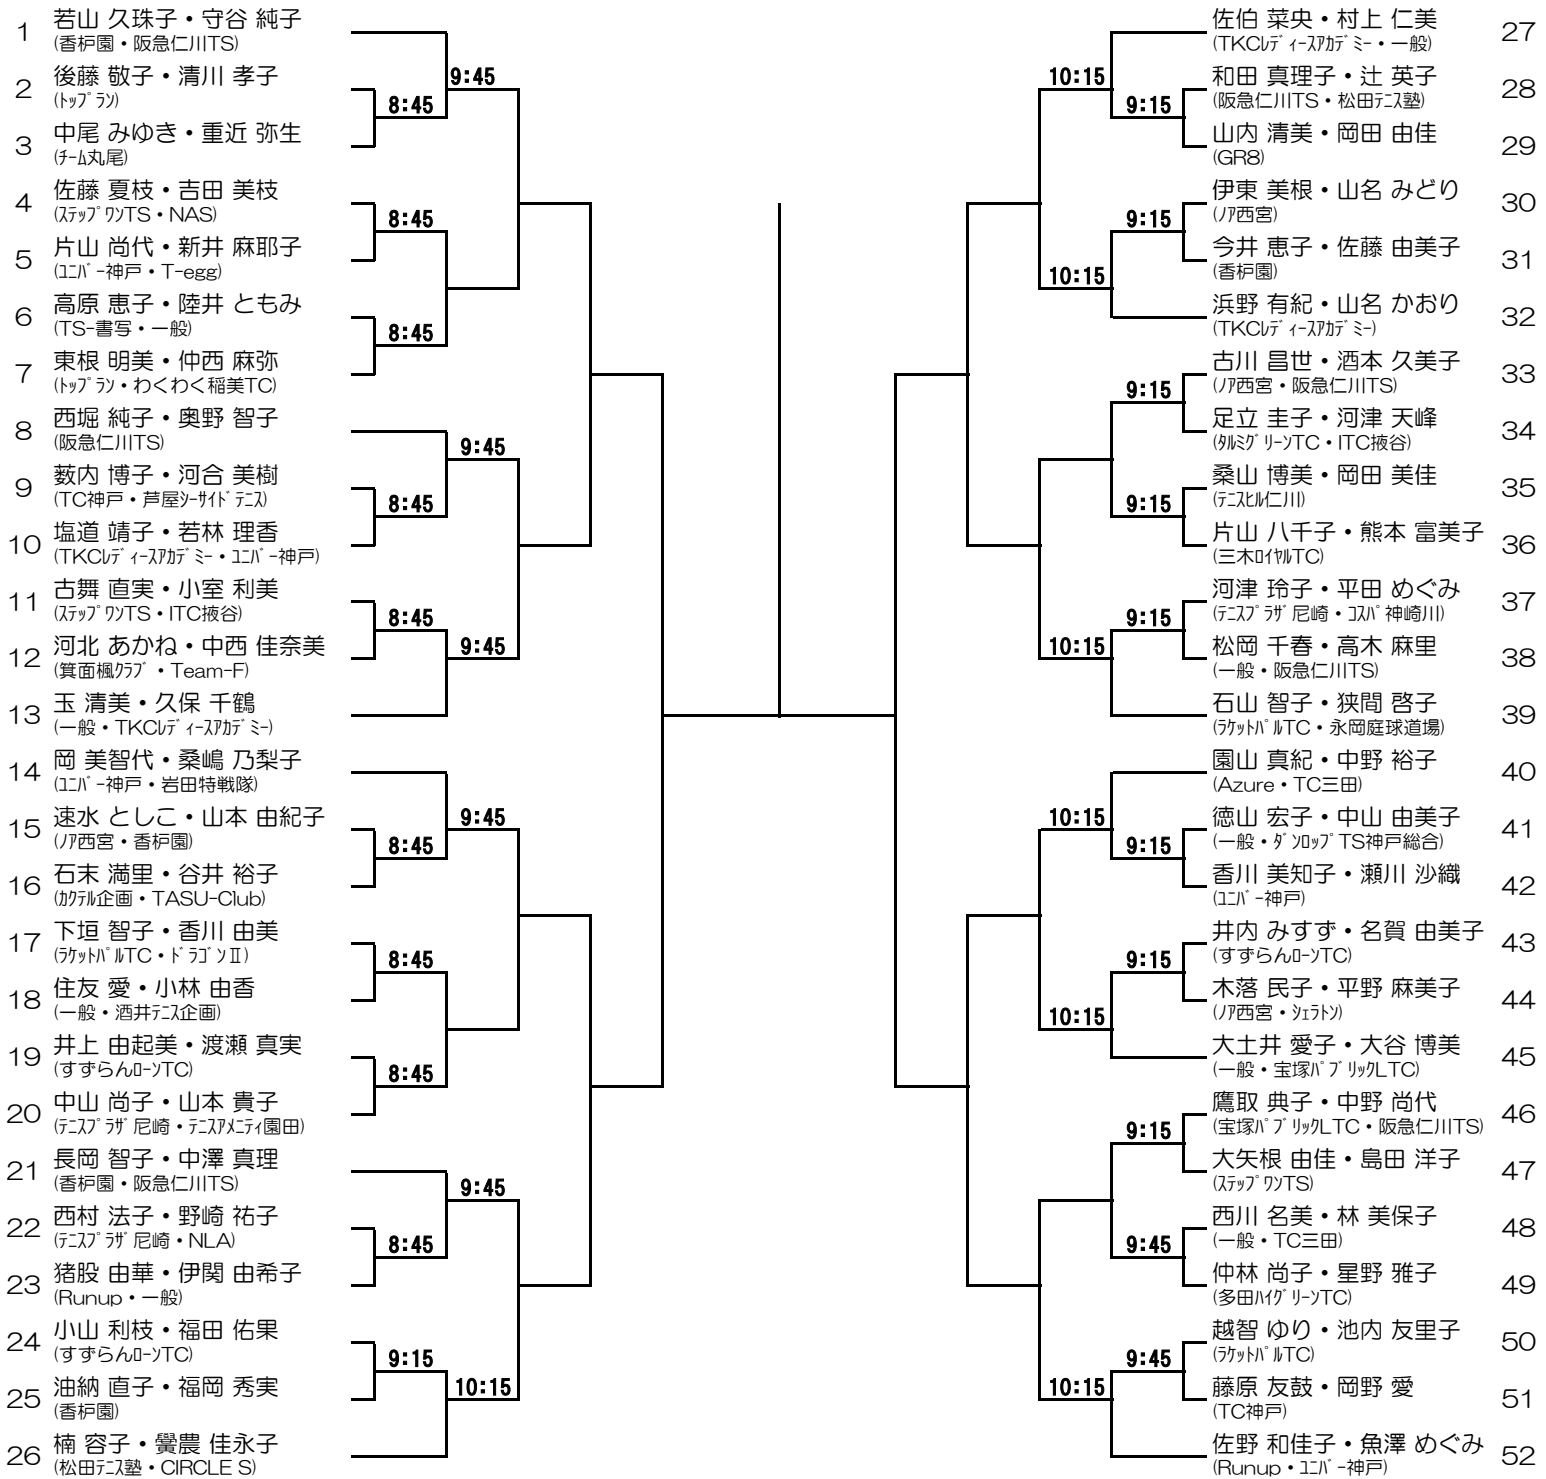 1 若山 久珠子・守谷 純子
(香枦園・阪急仁川TS)
2 後藤 敬子・清川 孝子
(ﾄｯﾌﾟﾗﾝ)
3 中尾 みゆき・重近 弥生
(ﾁｰﾑ丸尾)
4 佐藤 夏枝・吉田 美枝
(ｽﾃｯﾌﾟﾜﾝTS・NAS)
5 片山 尚代・新井 麻耶子
(ﾕﾆﾊﾞｰ神戸・T-egg)
6 高原 恵子・陸井 ともみ
(TS-書写・一般)
7 東根 明美・仲西 麻弥
(ﾄｯﾌﾟﾗﾝ・わくわく稲美TC)
8 西堀 純子・奥野 智子
(阪急仁川TS)
9 薮内 博子・河合 美樹
(TC神戸・芦屋ｼｰｻｲﾄﾞﾃﾆｽ)
10 塩道 靖子・若林 理香
(TKCﾚﾃﾞｨｰｽｱｶﾃﾞﾐｰ・ﾕﾆﾊﾞｰ神戸)
11 古舞 直実・小室 利美
(ｽﾃｯﾌﾟﾜﾝTS・ITC掖谷)
12 河北 あかね・中西 佳奈美
(箕面楓ｸﾗﾌﾞ・Team-F)
13 玉 清美・久保 千鶴
(一般・TKCﾚﾃﾞｨｰｽｱｶﾃﾞﾐｰ)
14 岡 美智代・桑嶋 乃梨子
(ﾕﾆﾊﾞｰ神戸・岩田特戦隊)
15 速水 としこ・山本 由紀子
(ﾉｱ西宮・香枦園)
16 石末 満里・谷井 裕子
(ｶｸﾃﾙ企画・TASU-Club)
17 下垣 智子・香川 由美
(ﾗｹｯﾄﾊﾟﾙTC・ﾄﾞﾗｺﾞﾝⅡ)
18 住友 愛・小林 由香
(一般・酒井ﾃﾆｽ企画)
19 井上 由起美・渡瀬 真実
(すずらんﾛｰﾝTC)
20 中山 尚子・山本 貴子
(ﾃﾆｽﾌﾟﾗｻﾞ尼崎・ﾃﾆｽｱﾒﾆﾃｨ園田)
21 長岡 智子・中澤 真理
(香枦園・阪急仁川TS)
22 西村 法子・野崎 祐子
(ﾃﾆｽﾌﾟﾗｻﾞ尼崎・NLA)
23 猪股 由華・伊関 由希子
(Runup・一般)
24 小山 利枝・福田 佑果
(すずらんﾛｰﾝTC)
25 油納 直子・福岡 秀実
(香枦園)
26 楠 容子・黌農 佳永子
(松田ﾃﾆｽ塾・CIRCLE S)
9:45
8:45
8:45
8:45
9:45
8:45
8:45
9:45
9:45
8:45
8:45
8:45
9:45
8:45
9:15
10:15
10:15
9:15
9:15
10:15
9:15
9:15
9:15
10:15
10:15
9:15
9:15
10:15
9:15
9:45
9:45
10:15
佐伯 菜央・村上 仁美 27
(TKCﾚﾃﾞｨｰｽｱｶﾃﾞﾐｰ・一般)
和田 真理子・辻 英子 28
(阪急仁川TS・松田ﾃﾆｽ塾)
山内 清美・岡田 由佳 29
(GR8)
伊東 美根・山名 みどり 30
(ﾉｱ西宮)
今井 恵子・佐藤 由美子 31
(香枦園)
浜野 有紀・山名 かおり 32
(TKCﾚﾃﾞｨｰｽｱｶﾃﾞﾐｰ)
古川 昌世・酒本 久美子 33
(ﾉｱ西宮・阪急仁川TS)
足立 圭子・河津 天峰 34
(ﾀﾙﾐｸﾞﾘｰﾝTC・ITC掖谷)
桑山 博美・岡田 美佳 35
(ﾃﾆｽﾋﾙ仁川)
片山 八千子・熊本 富美子 36
(三木ﾛｲﾔﾙTC)
河津 玲子・平田 めぐみ 37
(ﾃﾆｽﾌﾟﾗｻﾞ尼崎・ｺｽﾊﾟ神崎川)
松岡 千春・高木 麻里 38
(一般・阪急仁川TS)
石山 智子・狭間 啓子 39
(ﾗｹｯﾄﾊﾟﾙTC・永岡庭球道場)
園山 真紀・中野 裕子 40
(Azure・TC三田)
徳山 宏子・中山 由美子 41
(一般・ﾀﾞﾝﾛｯﾌﾟTS神戸総合)
香川 美知子・瀬川 沙織 42
(ﾕﾆﾊﾞｰ神戸)
井内 みすず・名賀 由美子 43
(すずらんﾛｰﾝTC)
木落 民子・平野 麻美子 44
(ﾉｱ西宮・ｼｪﾗﾄﾝ)
大土井 愛子・大谷 博美 45
(一般・宝塚ﾊﾟﾌﾞﾘｯｸLTC)
鷹取 典子・中野 尚代 46
(宝塚ﾊﾟﾌﾞﾘｯｸLTC・阪急仁川TS)
大矢根 由佳・島田 洋子 47
(ｽﾃｯﾌﾟﾜﾝTS)
西川 名美・林 美保子 48
(一般・TC三田)
仲林 尚子・星野 雅子 49
(多田ﾊｲｸﾞﾘｰﾝTC)
越智 ゆり・池内 友里子 50
(ﾗｹｯﾄﾊﾟﾙTC)
藤原 友鼓・岡野 愛 51
(TC神戸)
佐野 和佳子・魚澤 めぐみ 52
(Runup・ﾕﾆﾊﾞｰ神戸)